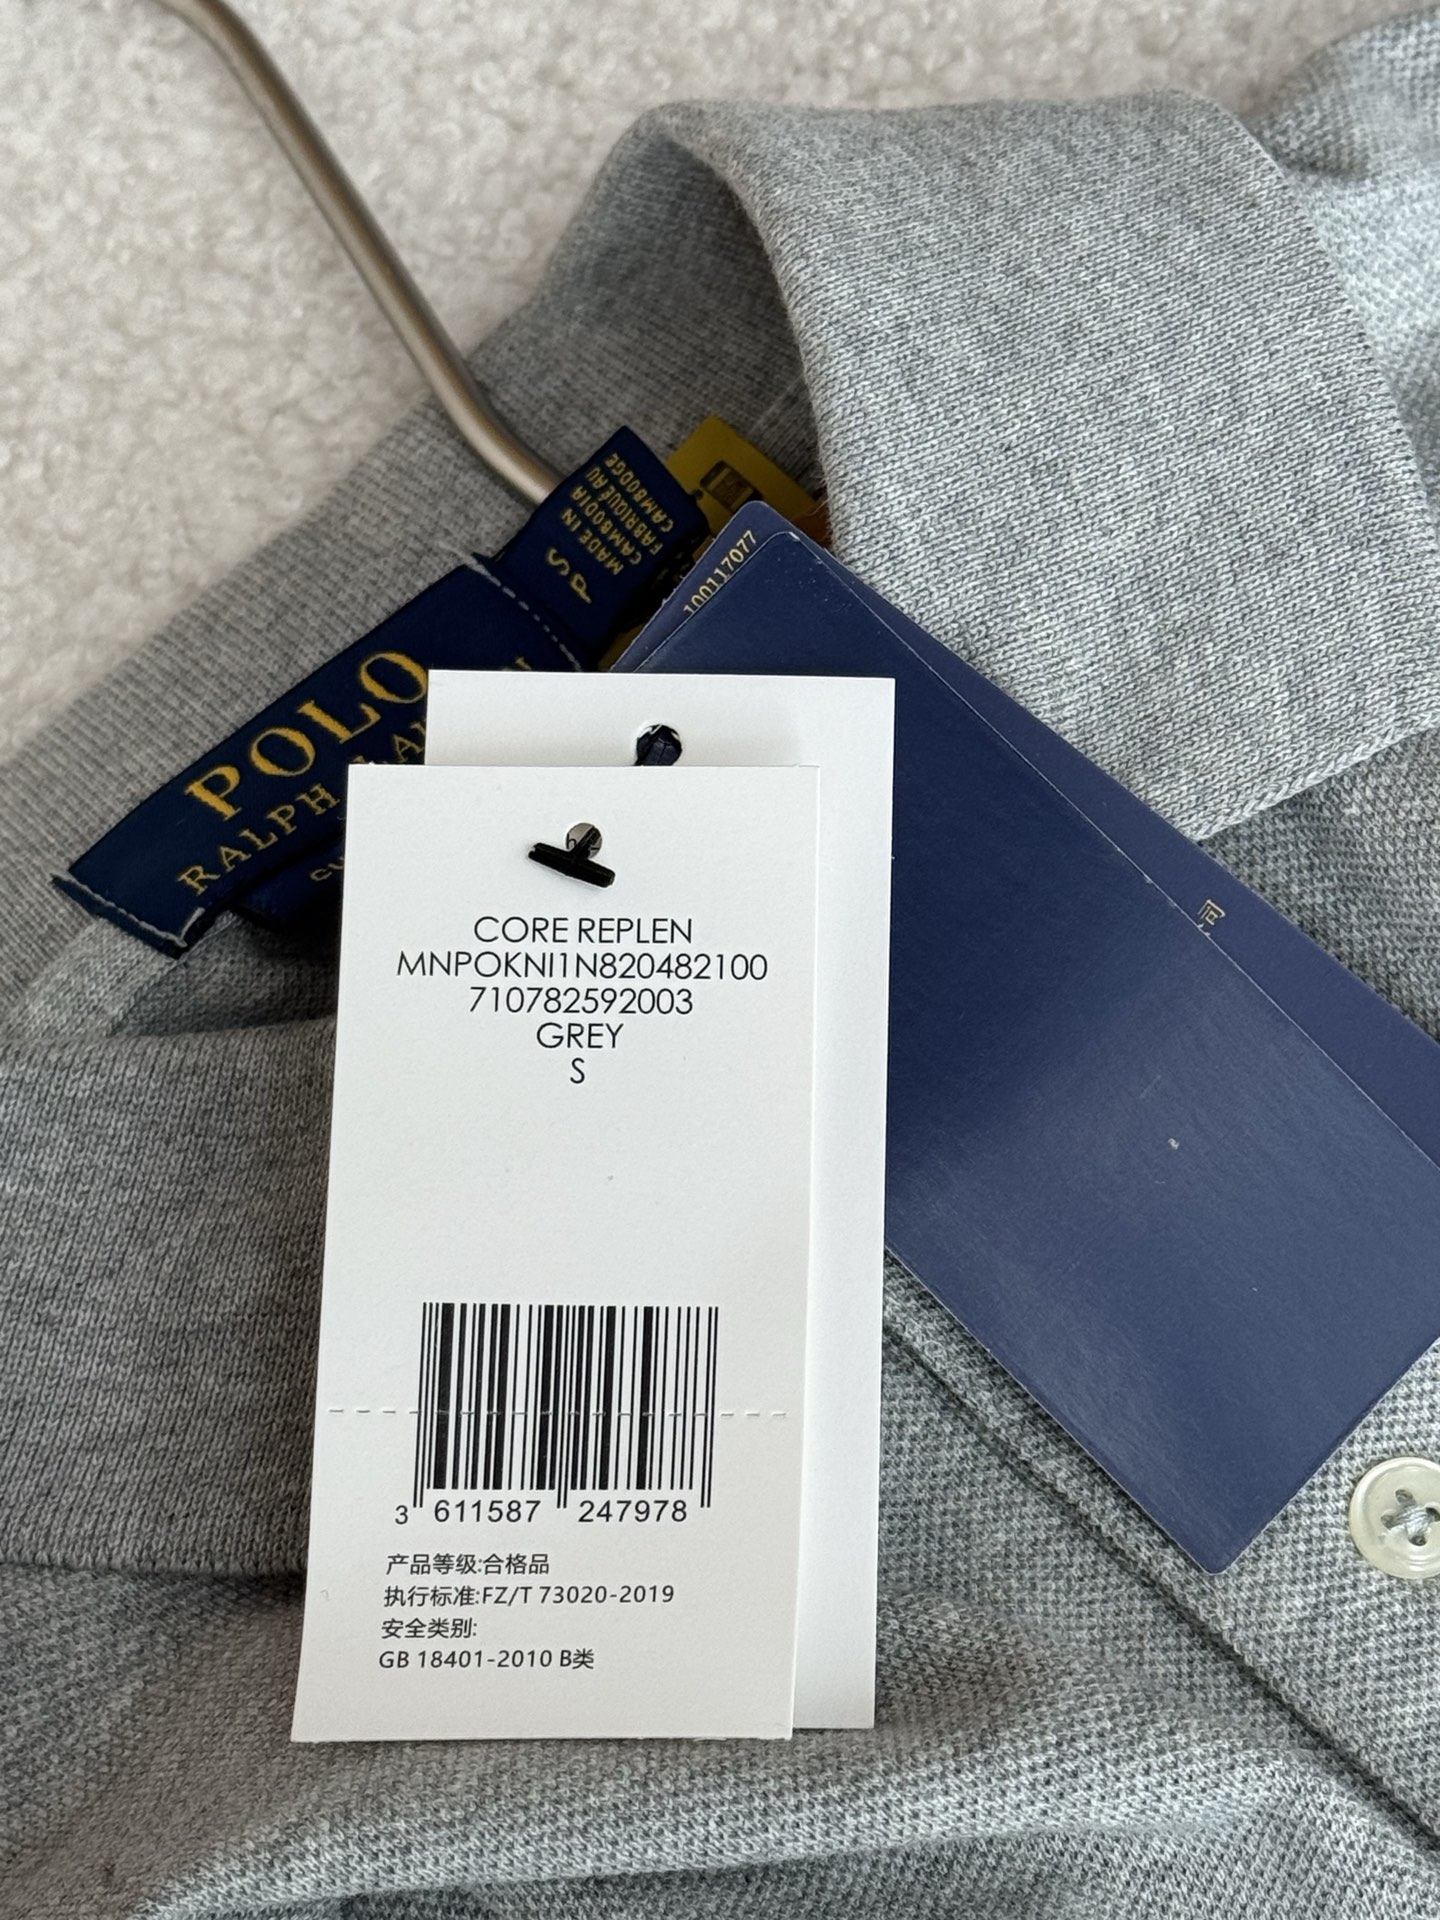 P S
MADE IN
CAMBODIA
FABRIQUÉ AU
CAMBODGE
100117077
POLO
RALPH
CORE REPLEN
MNPOKNI1N820482100
710782592003
GREY
S
3 611587 247978
产品等级:合格品
执行标准:FZ/T 73020-2019
安全类别:
GB 18401-2010 B类